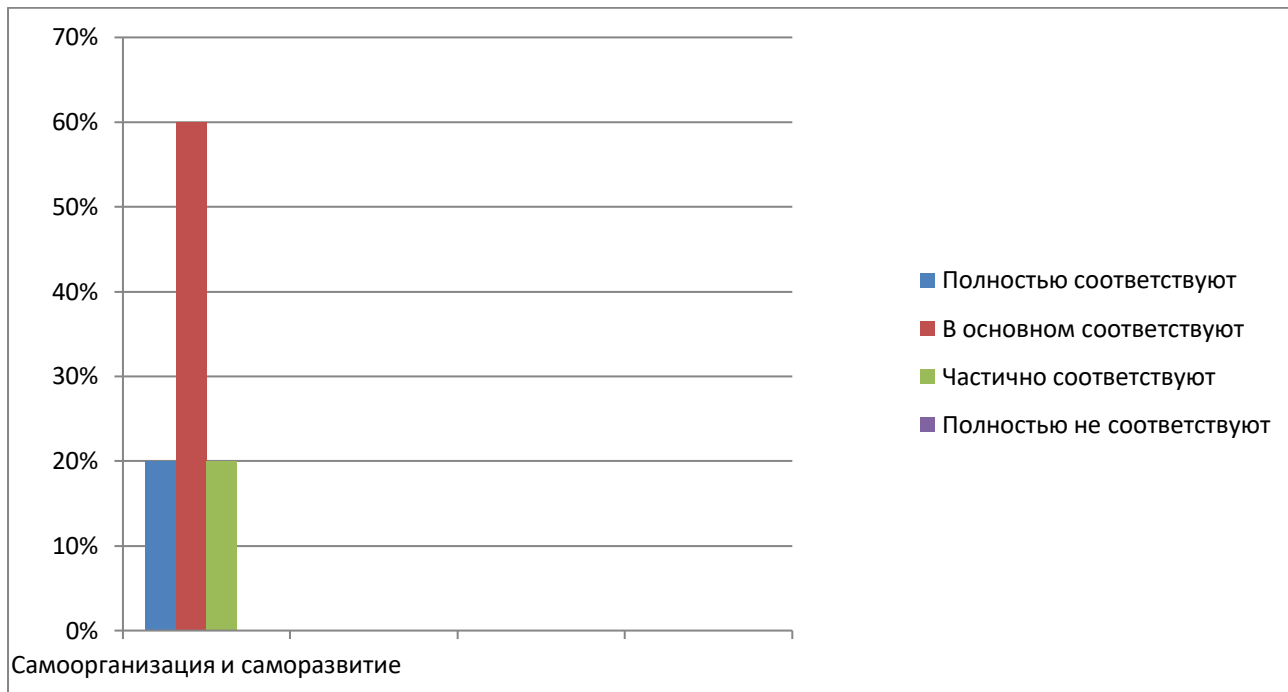 70%
60%
50%
40%
30%
20%
10%
0%
Самоорганизация и саморазвитие
Полностью соответствуют
В основном соответствуют
Частично соответствуют
Полностью не соответствуют